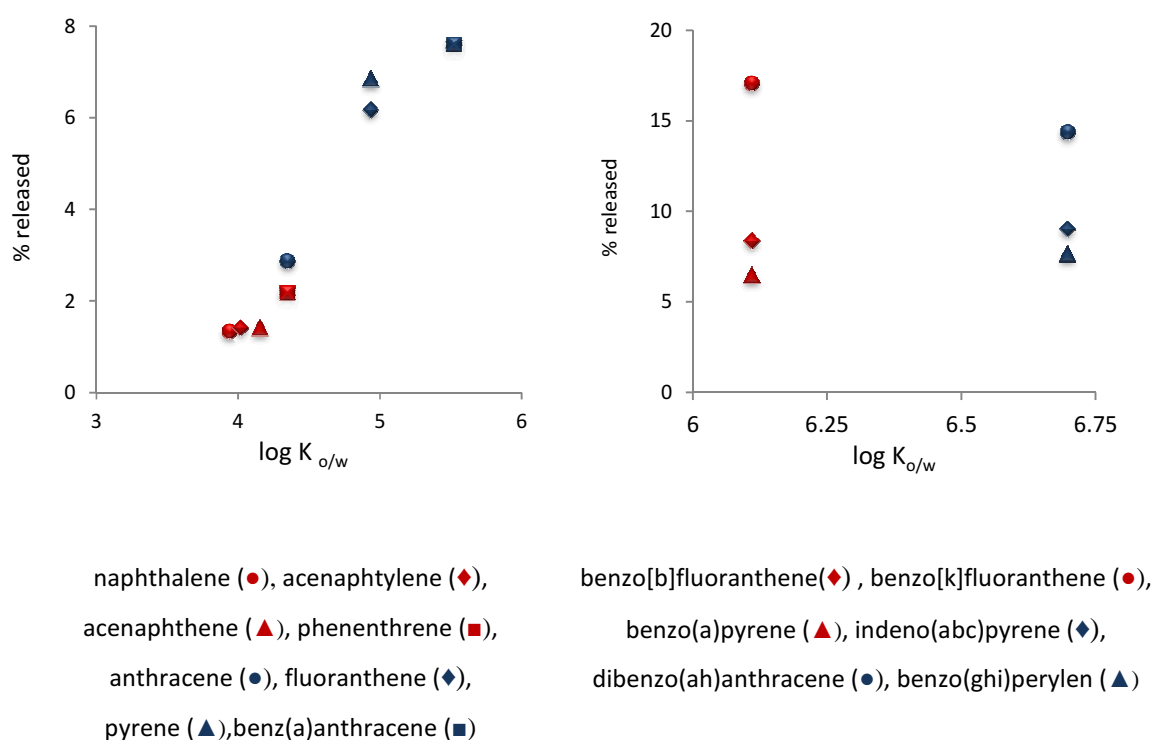 8
6
4
2
0
% released
3 4 5 6
log K o/w
20
15
10
5
0
% released
6 6.25 6.5 6.75
log Ko/w
naphthalene (●), acenaphtylene (♦),
acenaphthene (▲), phenenthrene (■),
anthracene (●), fluoranthene (♦),
pyrene (▲),benz(a)anthracene (■)
benzo[b]fluoranthene(♦) , benzo[k]fluoranthene (●),
benzo(a)pyrene (▲), indeno(abc)pyrene (♦),
dibenzo(ah)anthracene (●), benzo(ghi)perylen (▲)